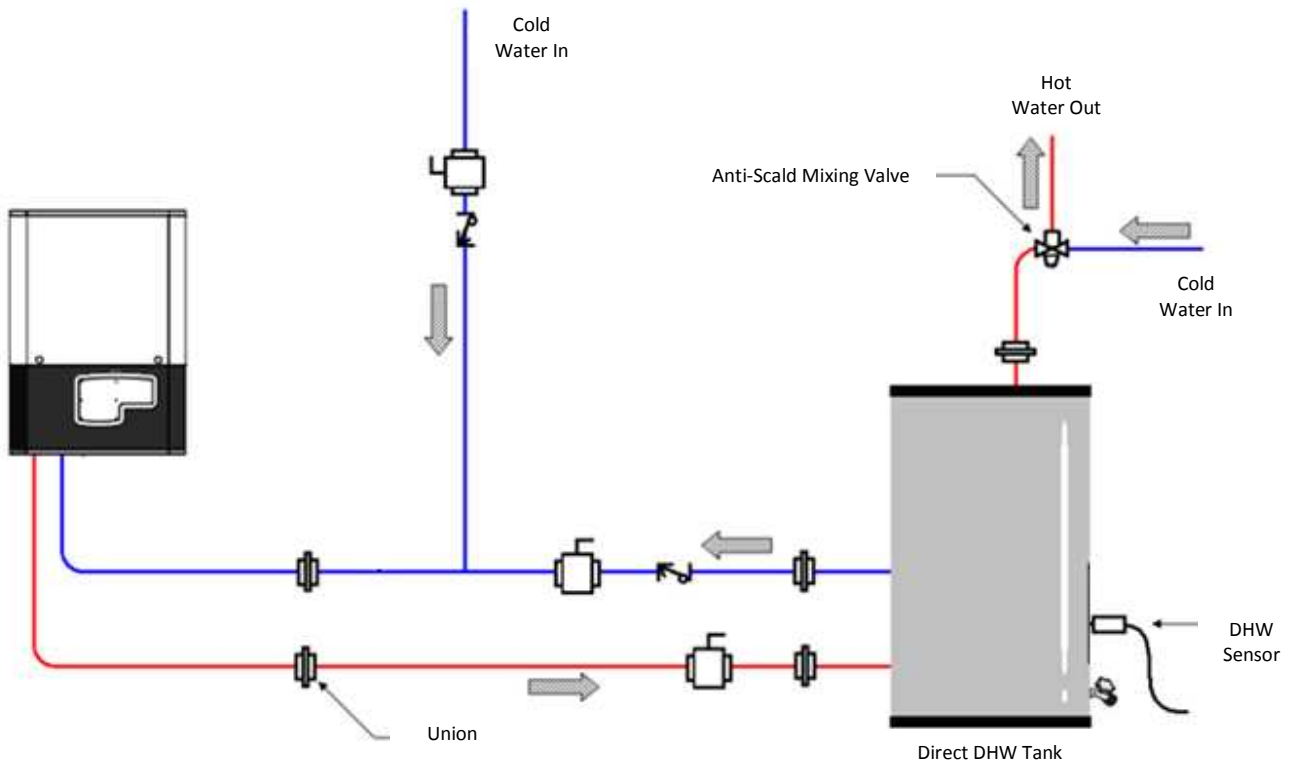 Cold
Water In
Hot
Water Out
Anti-Scald Mixing Valve
Cold
Water In
DHW
Sensor
Union
Direct DHW Tank